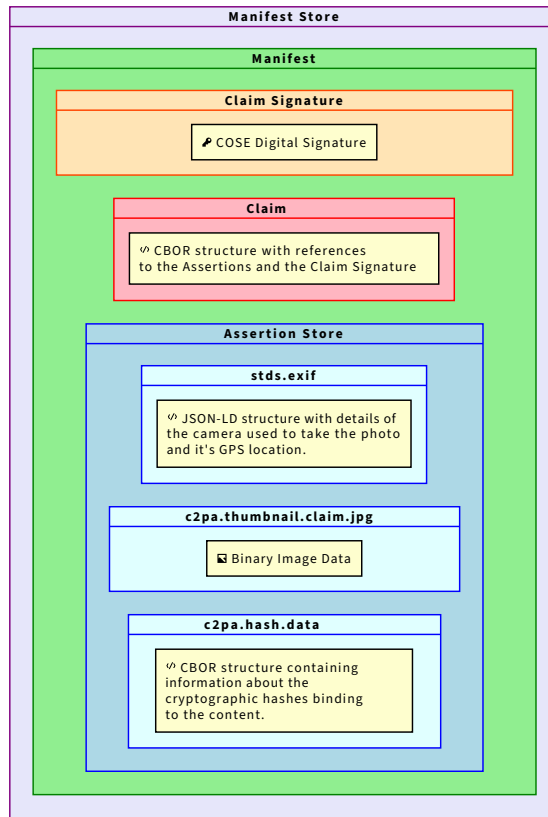 Manifest Store
Manifest
Claim Signature
COSE Digital Signature
Claim
CBOR structure with references
to the Assertions and the Claim Signature
Assertion Store
stds.exif
JSON-LD structure with details of
the camera used to take the photo
and it's GPS location.
c2pa.thumbnail.claim.jpg
Binary Image Data
c2pa.hash.data
CBOR structure containing
information about the
cryptographic hashes binding
to the content.